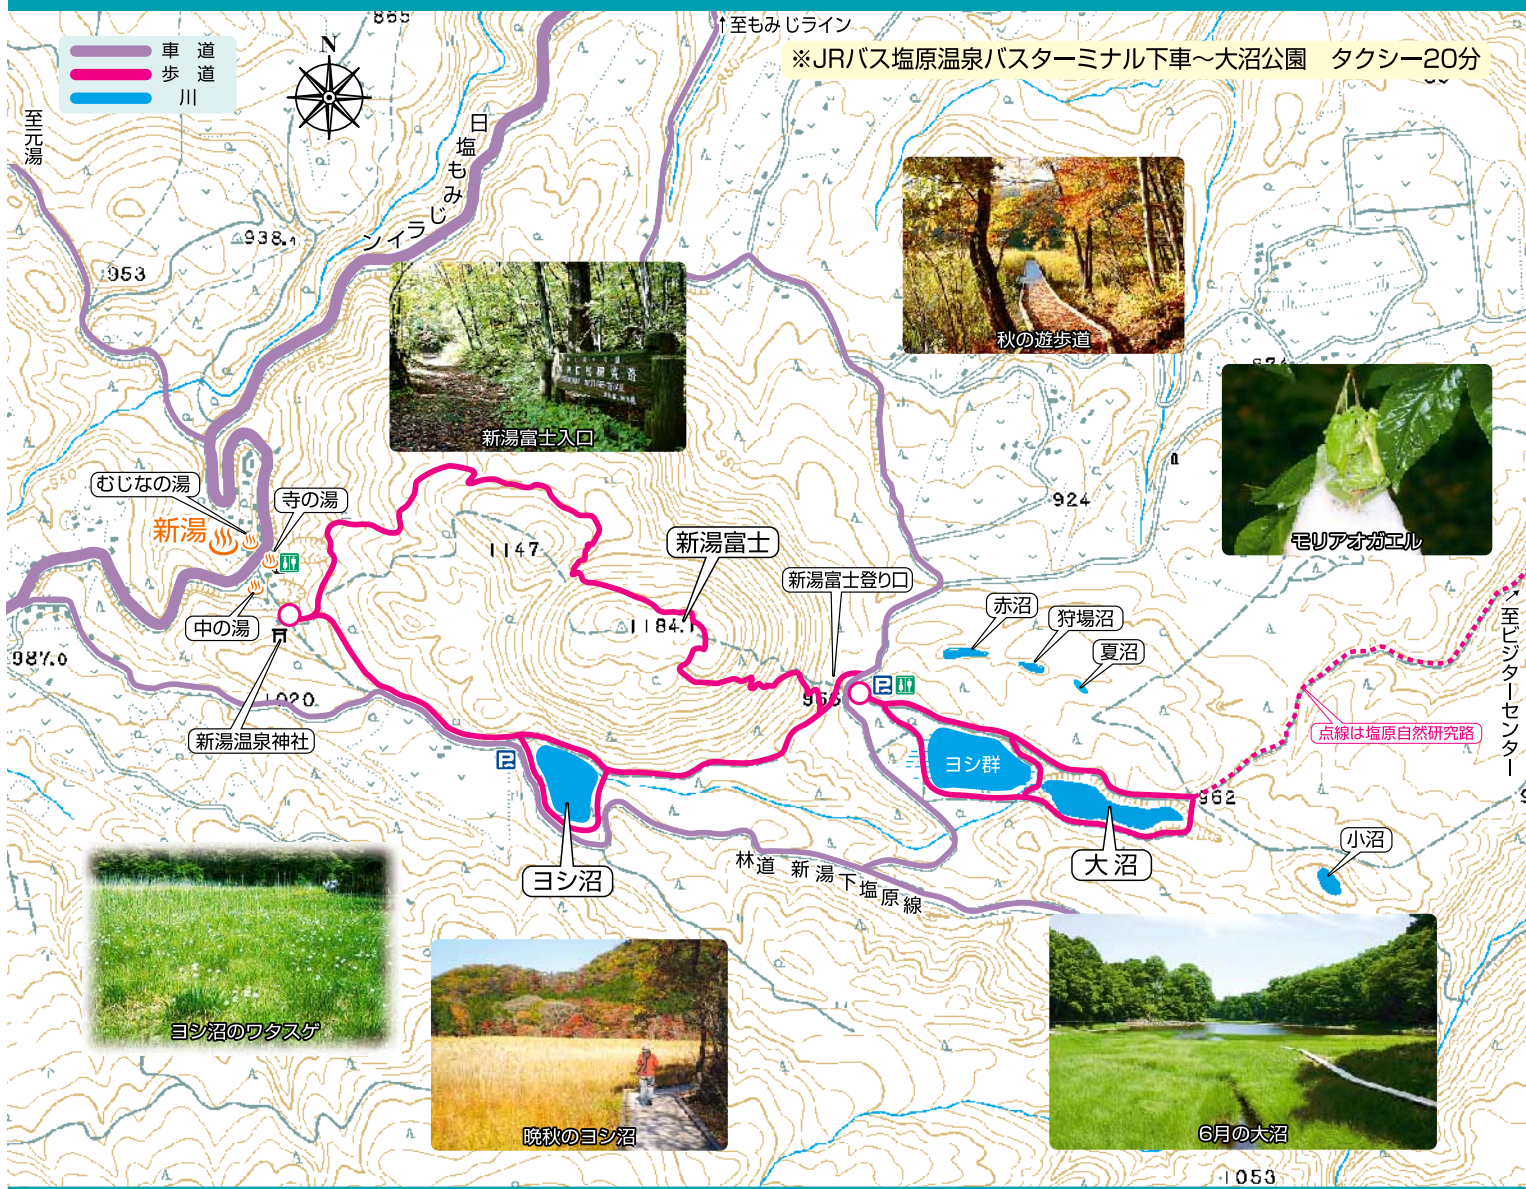 865
↑至もみじライン
※JRバス塩原温泉バスターミナル下車～大沼公園 タクシー20分
車 道
歩 道
川
N
至元湯
日塩もみじライン
938.4
953
新湯富士入口
秋の遊歩道
モリアオガエル
むじなの湯
寺の湯
新湯
中の湯
987.0
1020
新湯温泉神社
1147
新湯富士
1184.1
新湯富士登り口
924
赤沼
狩場沼
夏沼
P
P
ヨシ群
点線は塩原自然研究路
至ビジターセンター
962
小沼
大沼
ヨシ沼
林道 新湯下塩原線
ヨシ沼のワタスゲ
晩秋のヨシ沼
6月の大沼
1053